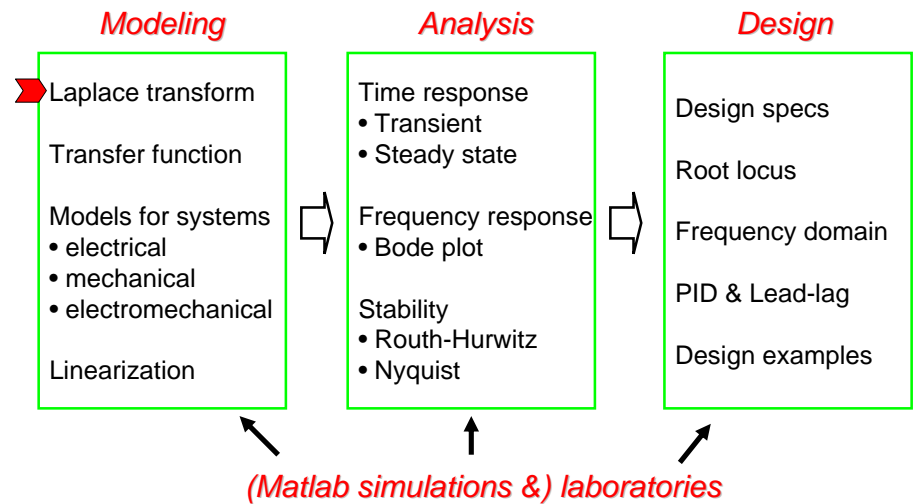 Modeling
Laplace transform
Transfer function
Models for systems
• electrical
• mechanical
• electromechanical
Linearization
Analysis
Time response
• Transient
• Steady state
Frequency response
• Bode plot
Stability
• Routh-Hurwitz
• Nyquist
Design
Design specs
Root locus
Frequency domain
PID & Lead-lag
Design examples
(Matlab simulations &) laboratories